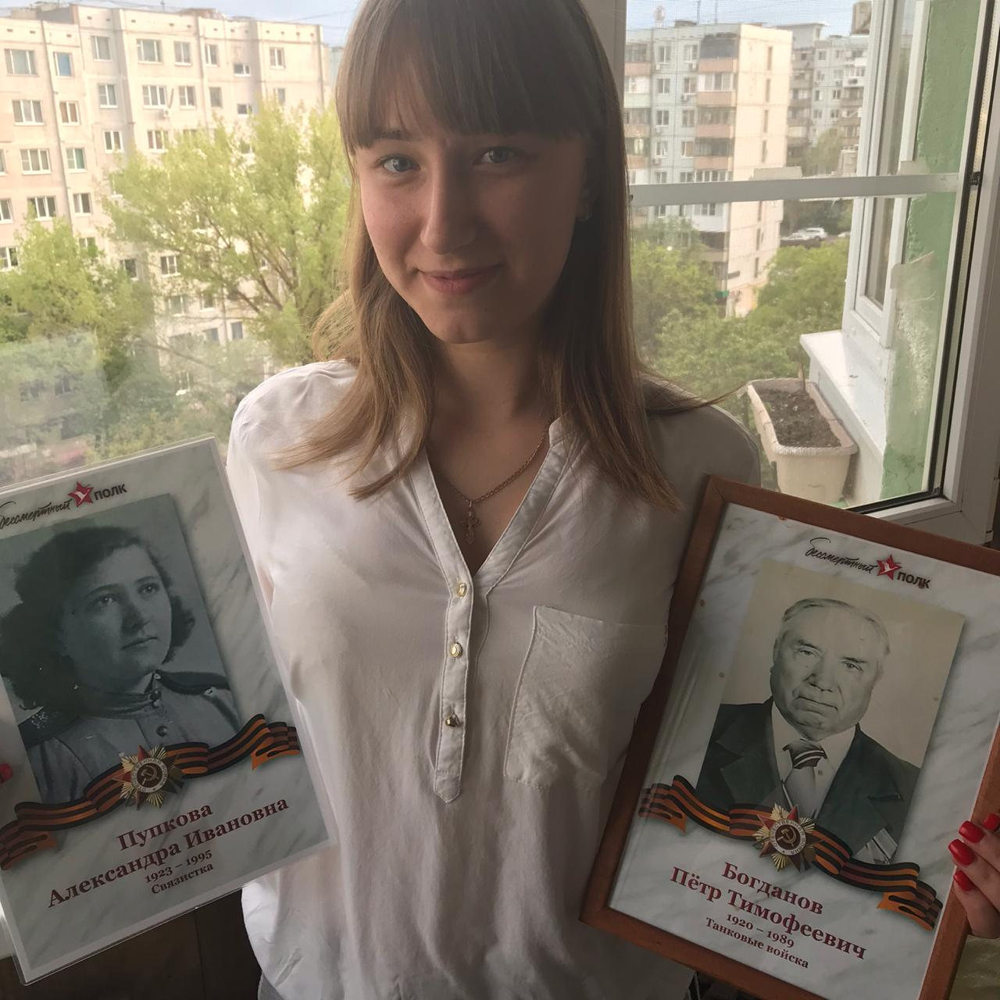 бессмертный ПОЛК
Пупкова
Александра Ивановна
1923 – 1995
Связистка
бессмертный ПОЛК
Богданов
Пётр Тимофеевич
1920 – 1989
Танковые войска